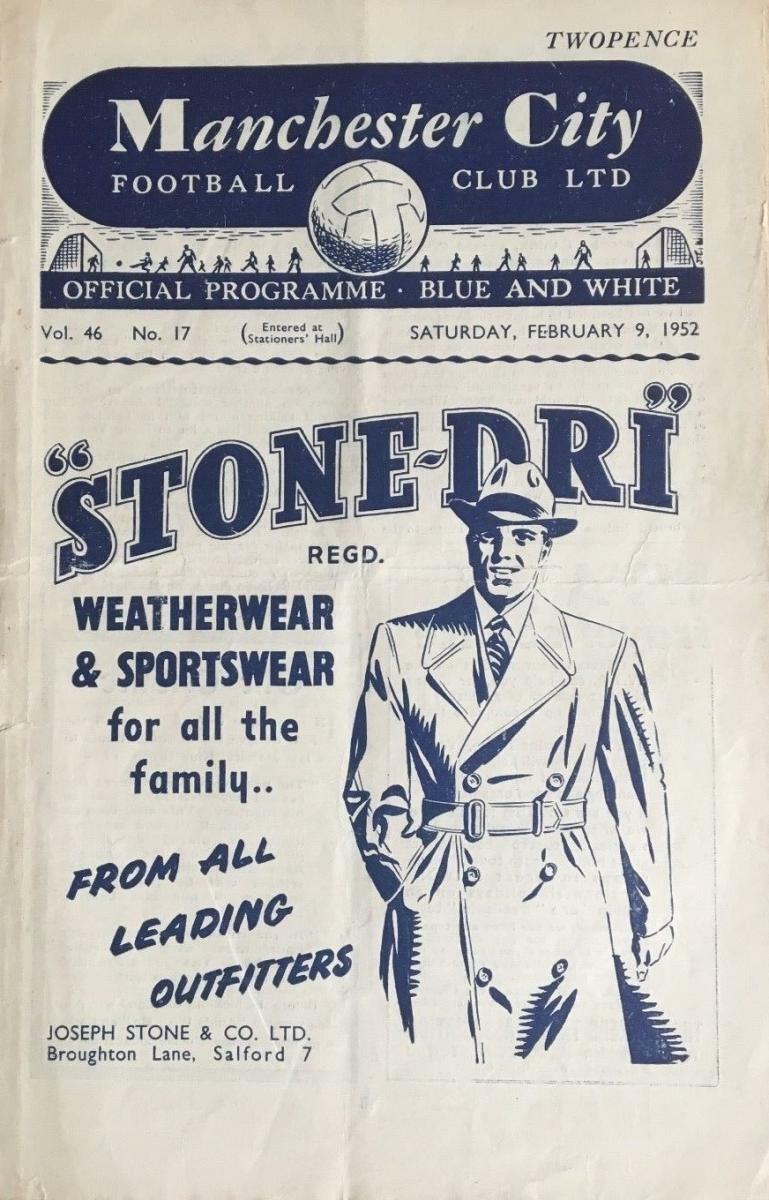 TWOPENCE
Manchester City
FOOTBALL CLUB LTD
OFFICIAL PROGRAMME · BLUE AND WHITE
Vol. 46 No. 17 (Entered at Stationers' Hall) SATURDAY, FEBRUARY 9, 1952
“STONE-DRI”
REGD.
WEATHERWEAR
& SPORTSWEAR
for all the
family..
FROM ALL
LEADING
OUTFITTERS
JOSEPH STONE & CO. LTD.
Broughton Lane, Salford 7